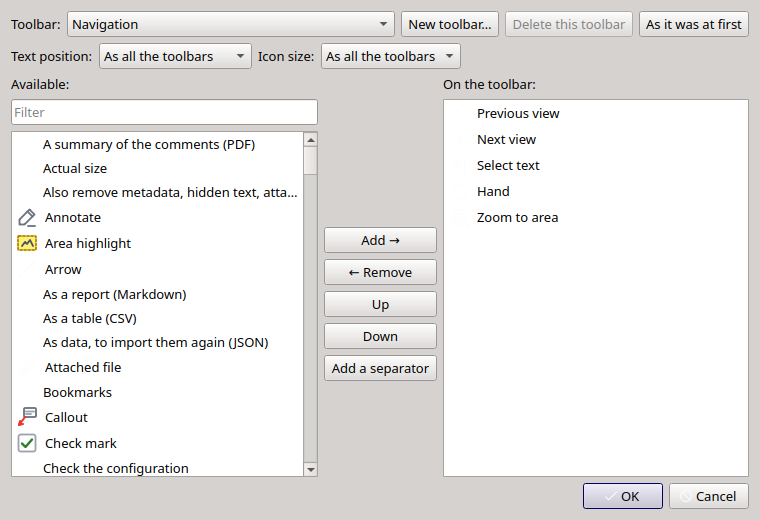 Toolbar: Navigation New toolbar... Delete this toolbar As it was at first
Text position: As all the toolbars Icon size: As all the toolbars
Available:
Filter
A summary of the comments (PDF)
Actual size
Also remove metadata, hidden text, atta...
Annotate
Area highlight
Arrow
As a report (Markdown)
As a table (CSV)
As data, to import them again (JSON)
Attached file
Bookmarks
Callout
Check mark
Check the configuration
Add →
← Remove
Up
Down
Add a separator
On the toolbar:
Previous view
Next view
Select text
Hand
Zoom to area
OK Cancel